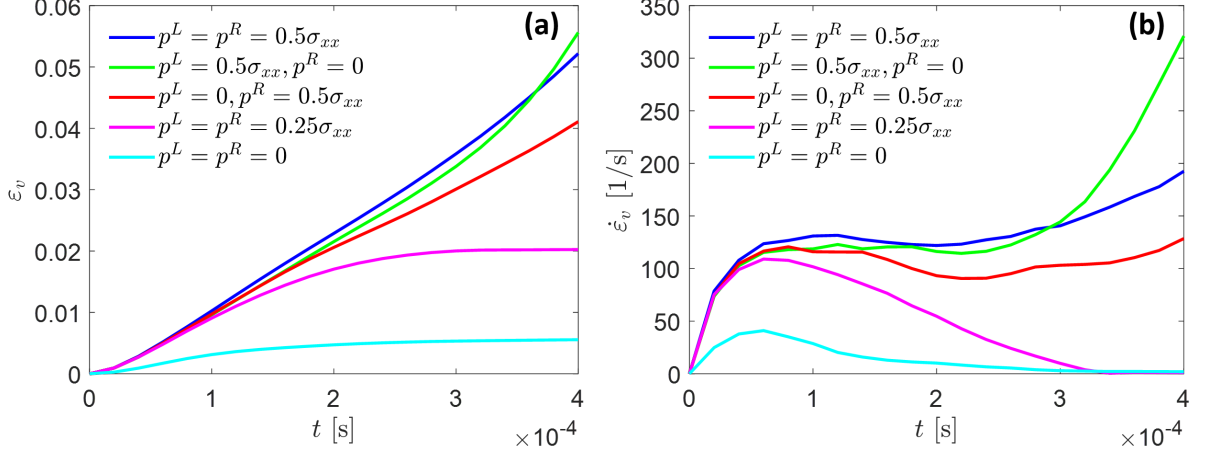 (a)
0.06
0.05
0.04
0.03
0.02
0.01
0
ε_v
p^L = p^R = 0.5σ_xx
p^L = 0.5σ_xx, p^R = 0
p^L = 0, p^R = 0.5σ_xx
p^L = p^R = 0.25σ_xx
p^L = p^R = 0
0 1 2 3 4
t [s]
×10^-4
(b)
350
300
250
200
150
100
50
0
ε̇_v [1/s]
p^L = p^R = 0.5σ_xx
p^L = 0.5σ_xx, p^R = 0
p^L = 0, p^R = 0.5σ_xx
p^L = p^R = 0.25σ_xx
p^L = p^R = 0
0 1 2 3 4
t [s]
×10^-4